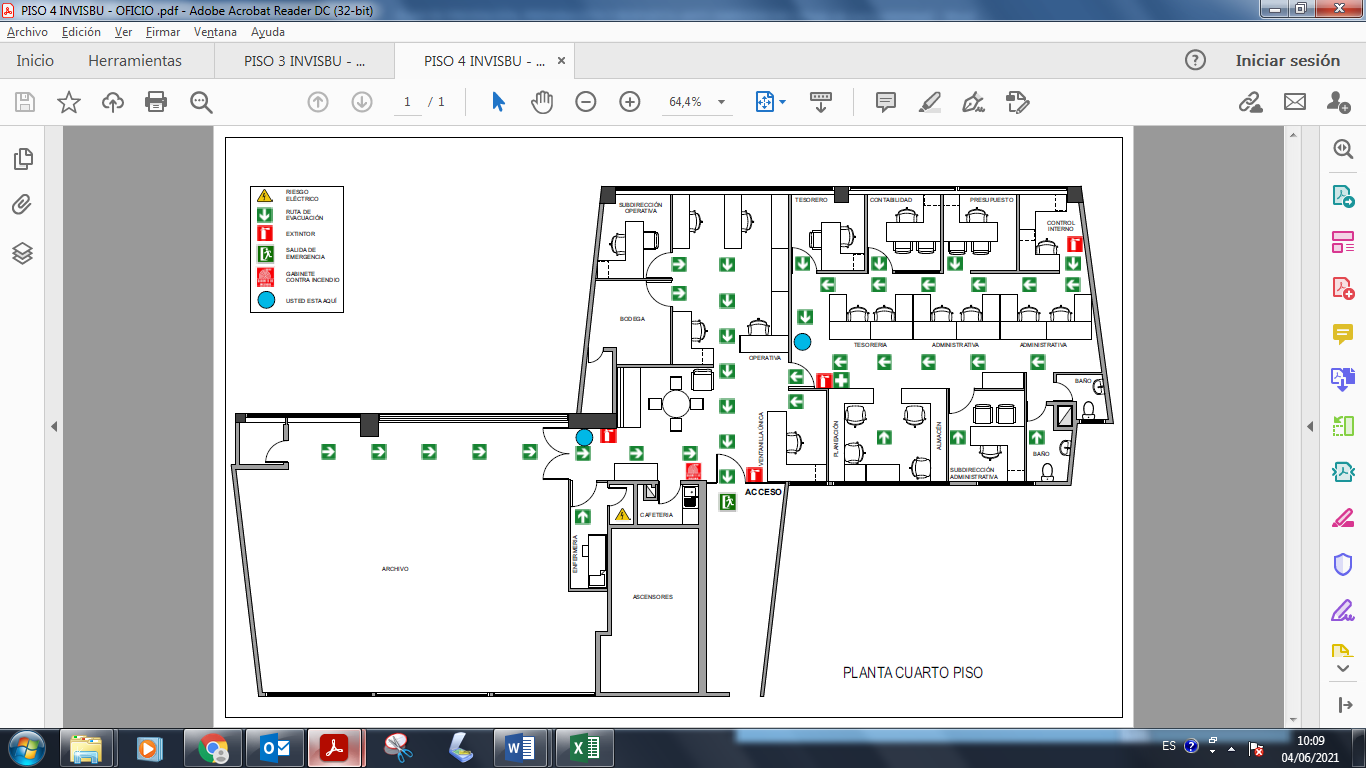 PISO 4 INVISBU - OFICIO .pdf - Adobe Acrobat Reader DC (32-bit)
Archivo Edición Ver Firmar Ventana Ayuda
Inicio Herramientas PISO 3 INVISBU - ... PISO 4 INVISBU - ... × Iniciar sesión
1 / 1 64,4%
RIESGO
ELÉCTRICO
RUTA DE
EVACUACIÓN
EXTINTOR
SALIDA DE
EMERGENCIA
GABINETE
CONTRA INCENDIO
USTED ESTA AQUÍ
SUBDIRECCIÓN
OPERATIVA
TESORERO
CONTABILIDAD
PRESUPUESTO
CONTROL
INTERNO
BODEGA
OPERATIVA
TESORERIA
ADMINISTRATIVA
ADMINISTRATIVA
BAÑO
VENTANILLA ÚNICA
PLANEACIÓN
ALMACÉN
SUBDIRECCIÓN
ADMINISTRATIVA
BAÑO
ACCESO
CAFETERIA
ENFERMERIA
ARCHIVO
ASCENSORES
PLANTA CUARTO PISO
ES
10:09
04/06/2021